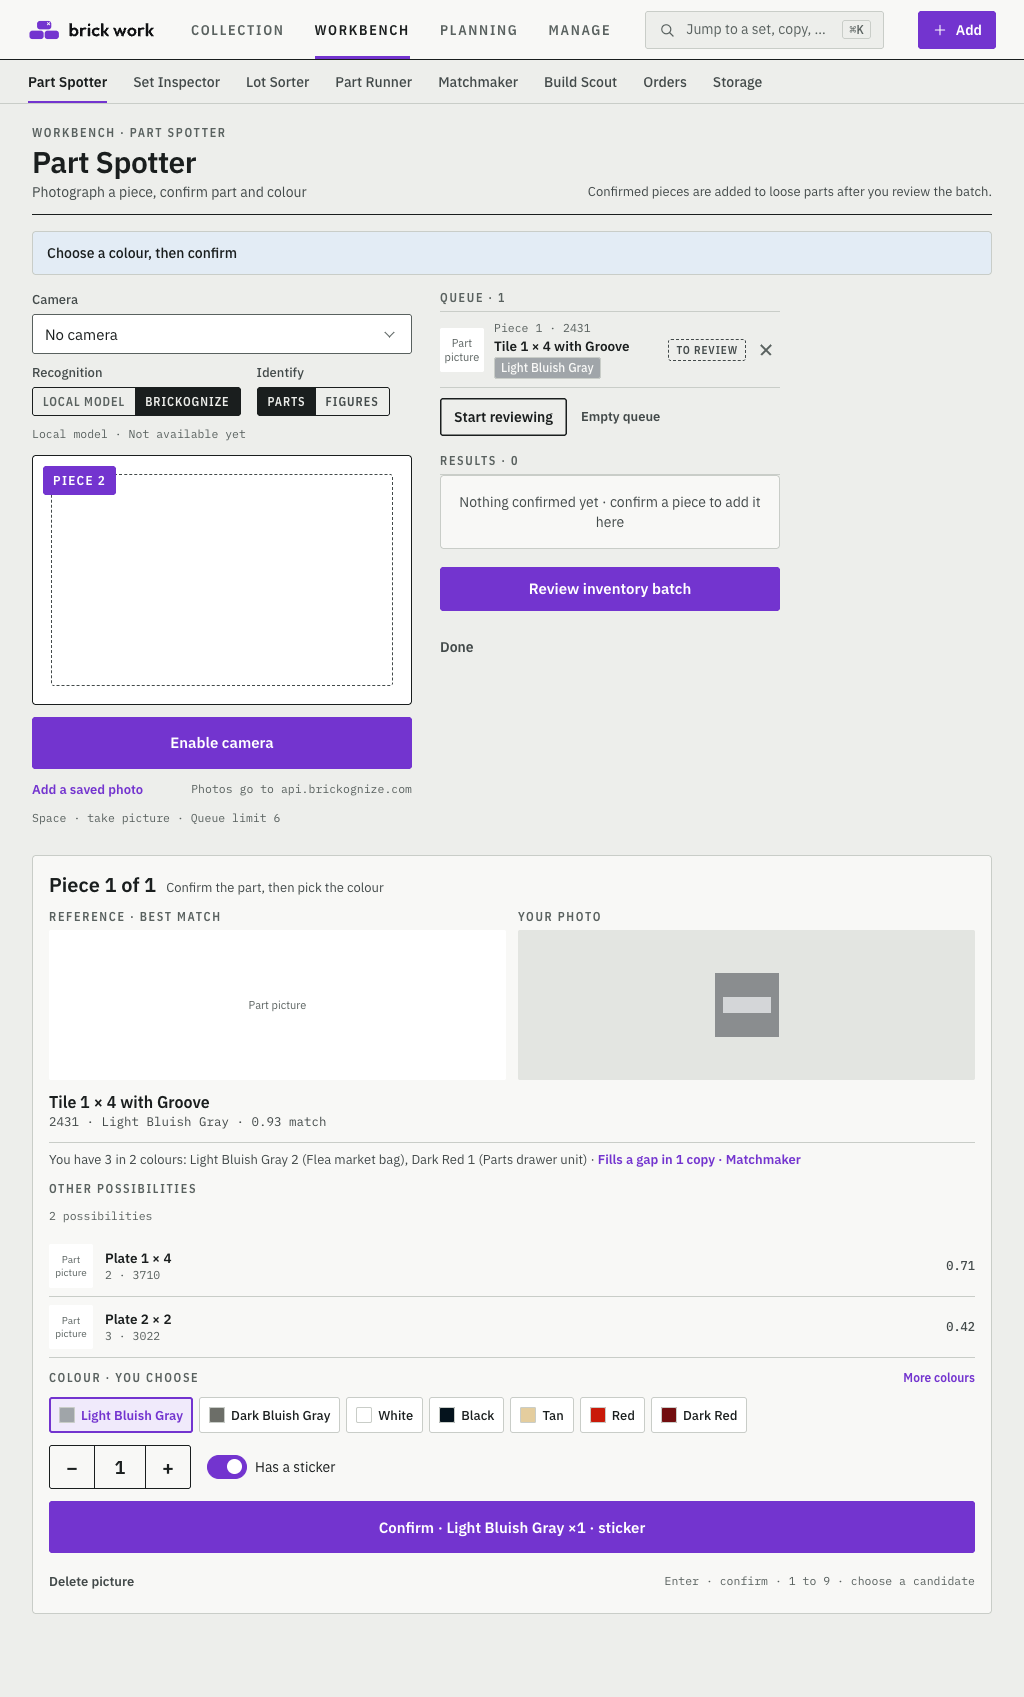 brick work
COLLECTION
WORKBENCH
PLANNING
MANAGE
Jump to a set, copy, ...
⌘K
+ Add
Part Spotter
Set Inspector
Lot Sorter
Part Runner
Matchmaker
Build Scout
Orders
Storage
WORKBENCH · PART SPOTTER
Part Spotter
Photograph a piece, confirm part and colour
Confirmed pieces are added to loose parts after you review the batch.
Choose a colour, then confirm
Camera
No camera
Recognition
LOCAL MODEL
BRICKOGNIZE
Identify
PARTS
FIGURES
Local model · Not available yet
PIECE 2
Enable camera
Add a saved photo
Photos go to api.brickognize.com
Space · take picture · Queue limit 6
QUEUE · 1
Part
picture
Piece 1 · 2431
Tile 1 × 4 with Groove
Light Bluish Gray
TO REVIEW
✕
Start reviewing
Empty queue
RESULTS · 0
Nothing confirmed yet · confirm a piece to add it
here
Review inventory batch
Done
Piece 1 of 1
Confirm the part, then pick the colour
REFERENCE · BEST MATCH
YOUR PHOTO
Part picture
Tile 1 × 4 with Groove
2431 · Light Bluish Gray · 0.93 match
You have 3 in 2 colours: Light Bluish Gray 2 (Flea market bag), Dark Red 1 (Parts drawer unit) · Fills a gap in 1 copy · Matchmaker
OTHER POSSIBILITIES
2 possibilities
Part
picture
Plate 1 × 4
2 · 3710
0.71
Part
picture
Plate 2 × 2
3 · 3022
0.42
COLOUR · YOU CHOOSE
More colours
Light Bluish Gray
Dark Bluish Gray
White
Black
Tan
Red
Dark Red
− 1 +
Has a sticker
Confirm · Light Bluish Gray ×1 · sticker
Delete picture
Enter · confirm · 1 to 9 · choose a candidate